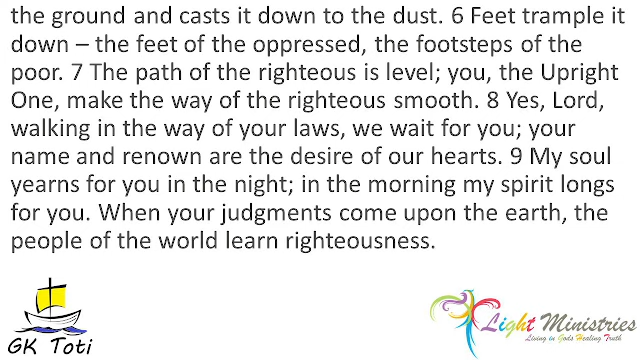 the ground and casts it down to the dust. 6 Feet trample it
down – the feet of the oppressed, the footsteps of the
poor. 7 The path of the righteous is level; you, the Upright
One, make the way of the righteous smooth. 8 Yes, Lord,
walking in the way of your laws, we wait for you; your
name and renown are the desire of our hearts. 9 My soul
yearns for you in the night; in the morning my spirit longs
for you. When your judgments come upon the earth, the
people of the world learn righteousness.
GK Toti
Light Ministries
Living in Gods Healing Truth